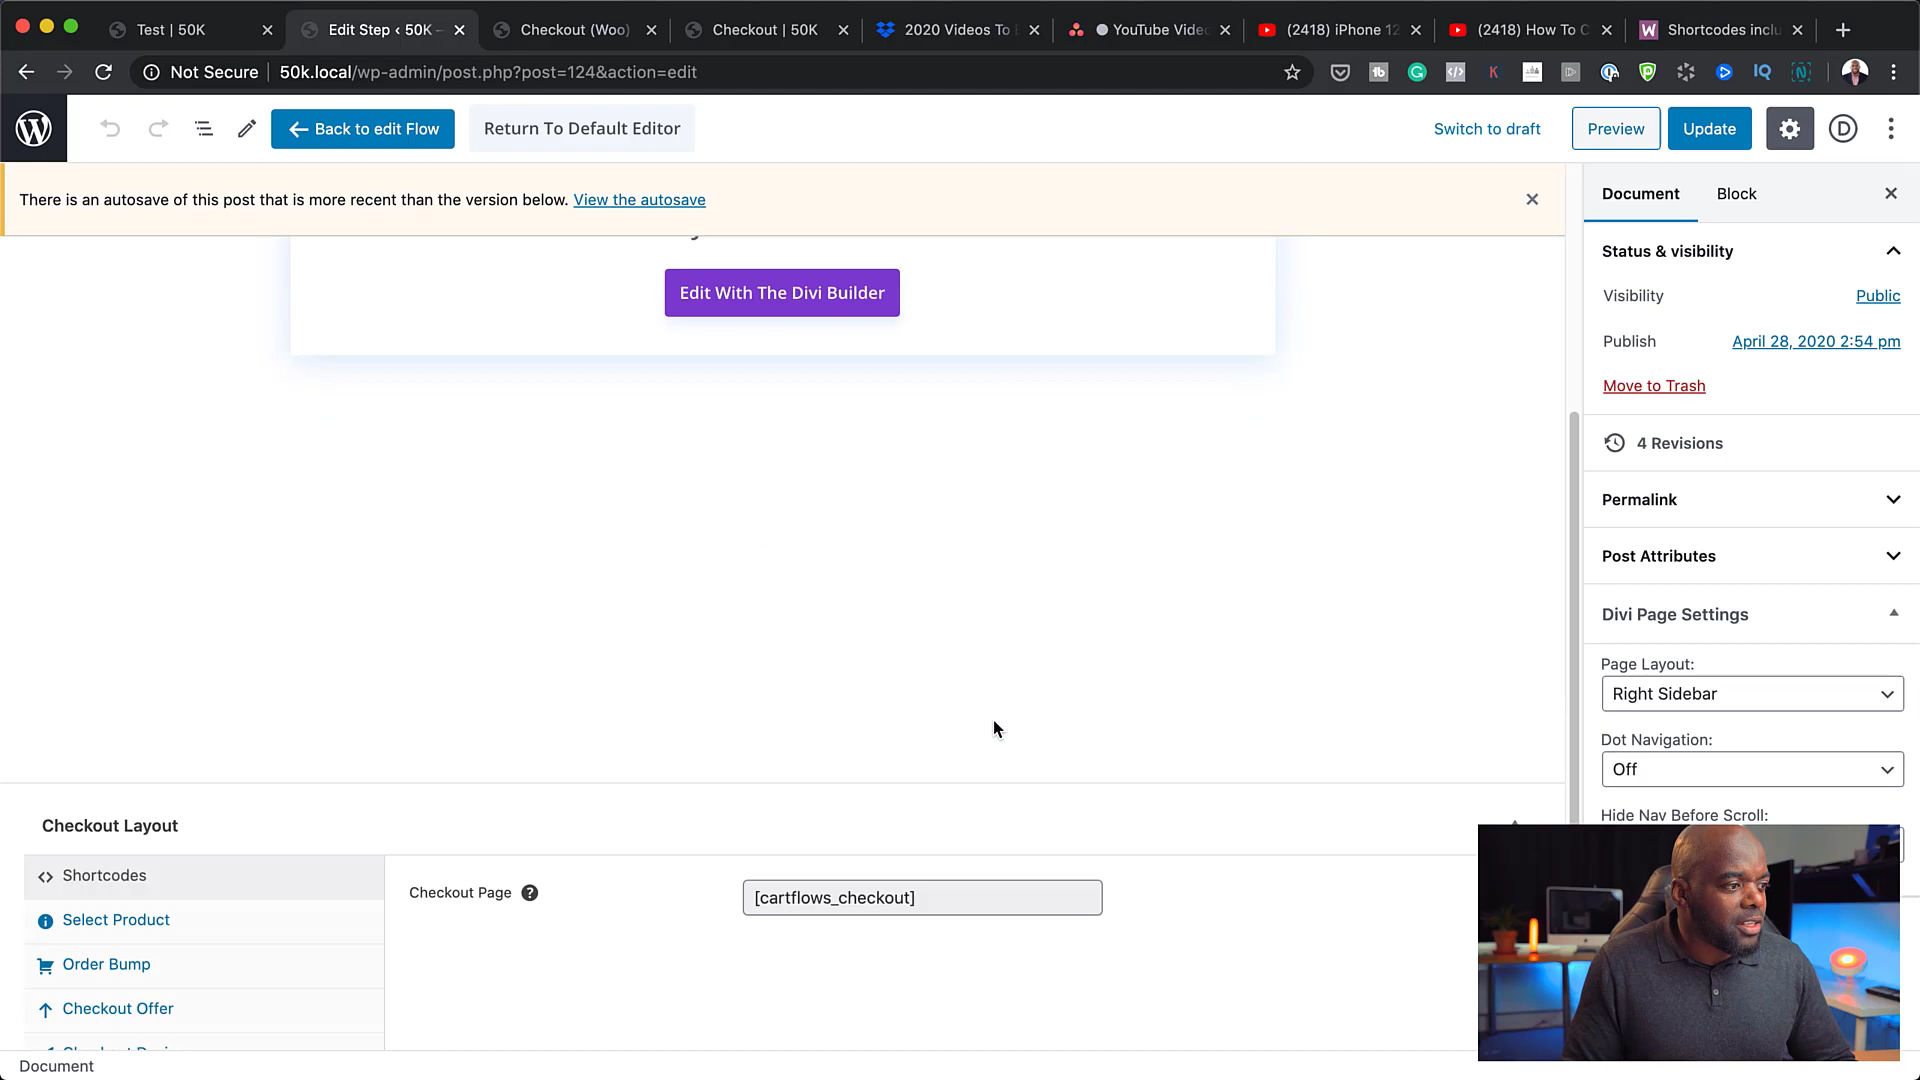 Test | 50K
Edit Step ‹ 50K –
Checkout (Woo)
Checkout | 50K
2020 Videos To
YouTube Vide
(2418) iPhone 12
(2418) How To C
W
Shortcodes inclu
Not Secure
50k.local/wp-admin/post.php?post=124&action=edit
Back to edit Flow
Return To Default Editor
Switch to draft
Preview
Update
There is an autosave of this post that is more recent than the version below. View the autosave
Edit With The Divi Builder
Document
Block
Status & visibility
Visibility
Public
Publish
April 28, 2020 2:54 pm
Move to Trash
4 Revisions
Permalink
Post Attributes
Divi Page Settings
Page Layout:
Right Sidebar
Dot Navigation:
Off
Hide Nav Before Scroll:
Checkout Layout
Shortcodes
Select Product
Order Bump
Checkout Offer
Checkout Page
[cartflows_checkout]
Document